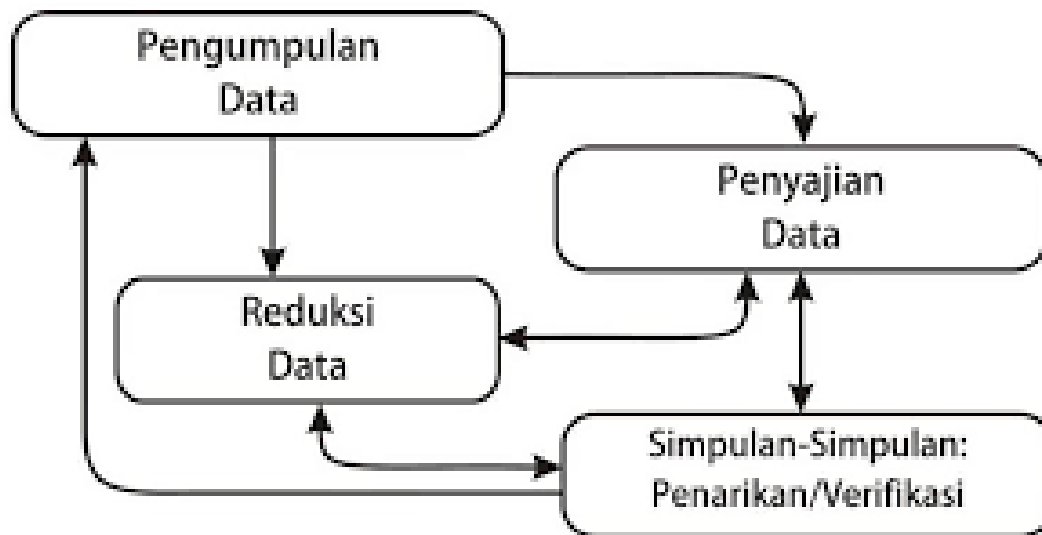 Pengumpulan
Data
Penyajian
Data
Reduksi
Data
Simpulan-Simpulan:
Penarikan/Verifikasi